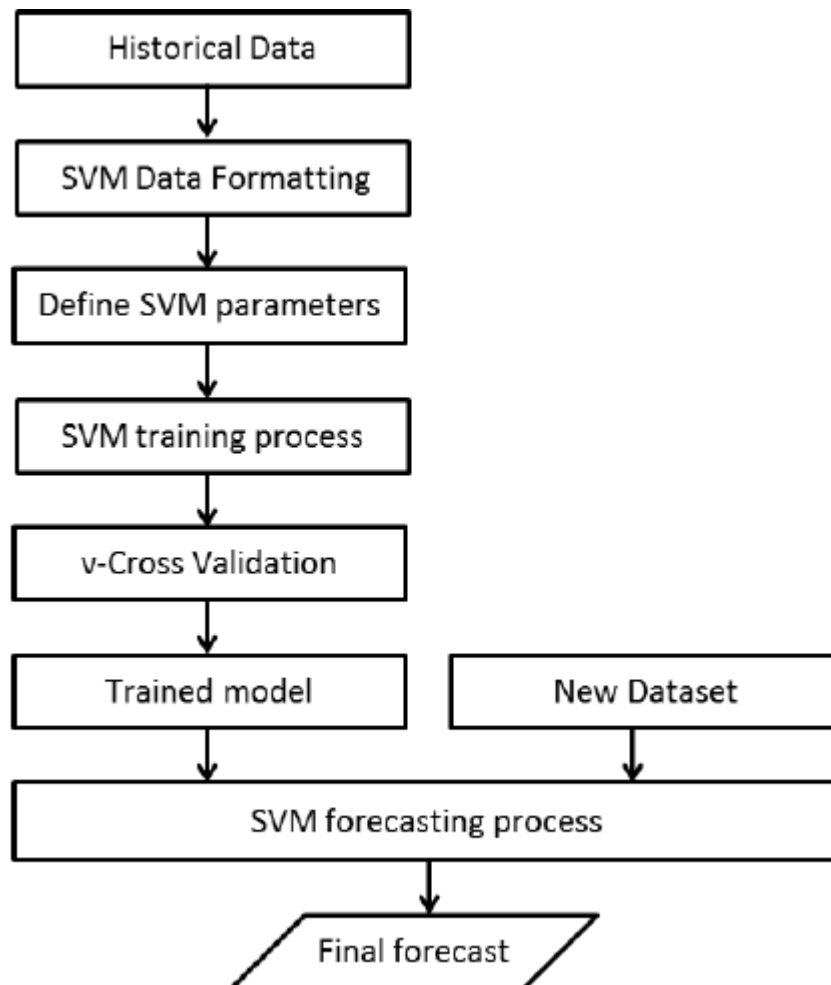 Historical Data
SVM Data Formatting
Define SVM parameters
SVM training process
ν-Cross Validation
Trained model
New Dataset
SVM forecasting process
Final forecast